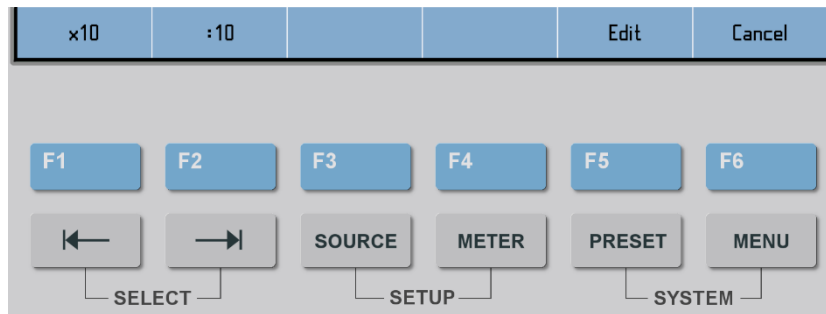 x10 :10 Edit Cancel
F1 F2 F3 F4 F5 F6
SOURCE METER PRESET MENU
SELECT SETUP SYSTEM